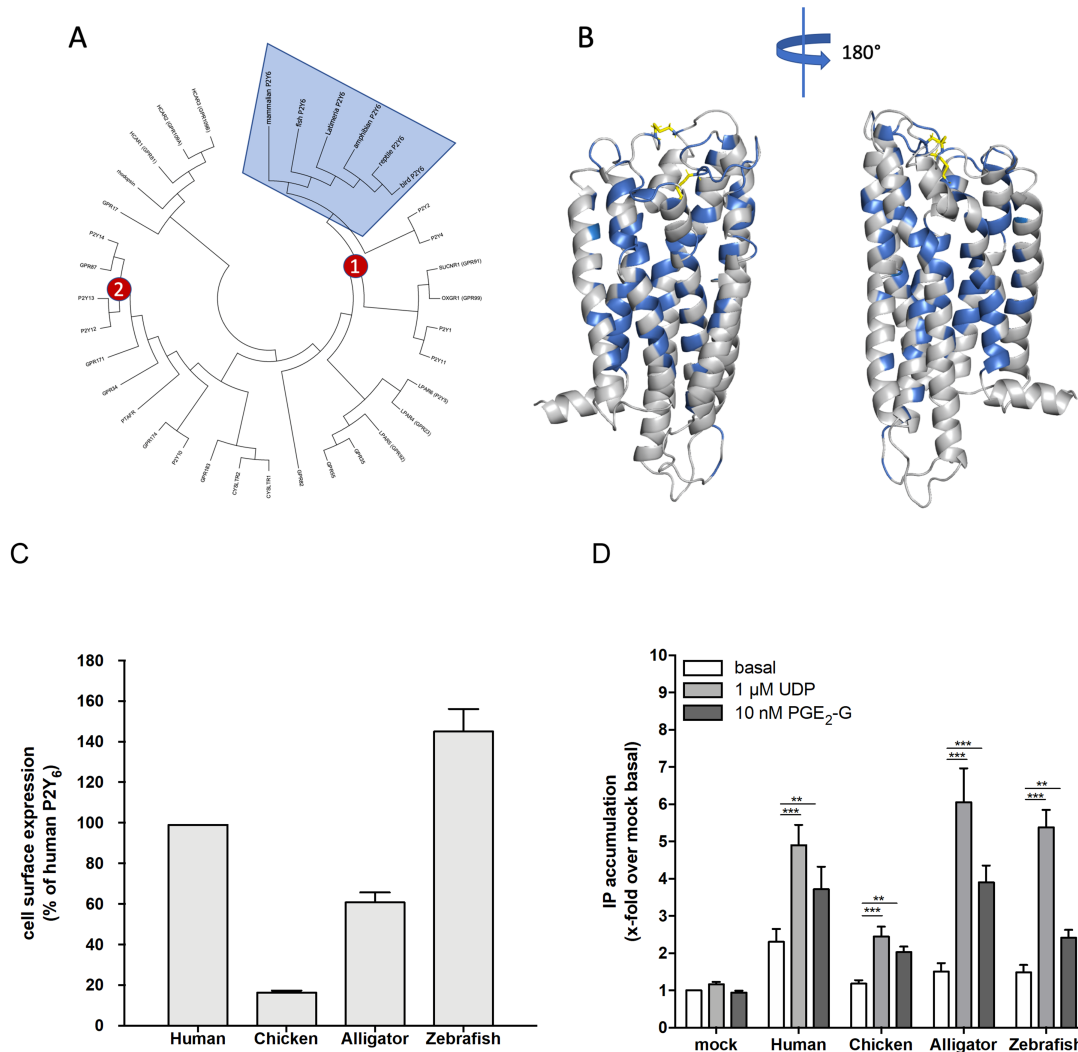 A
B
180°
mammalian P2Y6
fish P2Y6
Latimeria P2Y6
amphibian P2Y6
reptile P2Y6
bird P2Y6
P2Y2
P2Y4
SUCNR1 (GPR91)
OXGR1 (GPR99)
P2Y1
P2Y11
LPAR6 (P2Y5)
LPAR4 (GPR23)
LPAR5 (GPR92)
GPR35
GPR55
GPR82
CYSLTR1
CYSLTR2
GPR183
P2Y10
GPR174
PTAFR
GPR34
GPR171
P2Y12
P2Y13
GPR87
P2Y14
GPR17
rhodopsin
HCAR1 (GPR81)
HCAR2 (GPR109A)
HCAR3 (GPR109B)
1
2
C
cell surface expression
(% of human P2Y6)
180
160
140
120
100
80
60
40
20
0
Human Chicken Alligator Zebrafish
D
IP accumulation
(x-fold over mock basal)
10
9
8
7
6
5
4
3
2
1
0
basal
1 µM UDP
10 nM PGE2-G
**
***
**
***
***
***
**
***
mock Human Chicken Alligator Zebrafish